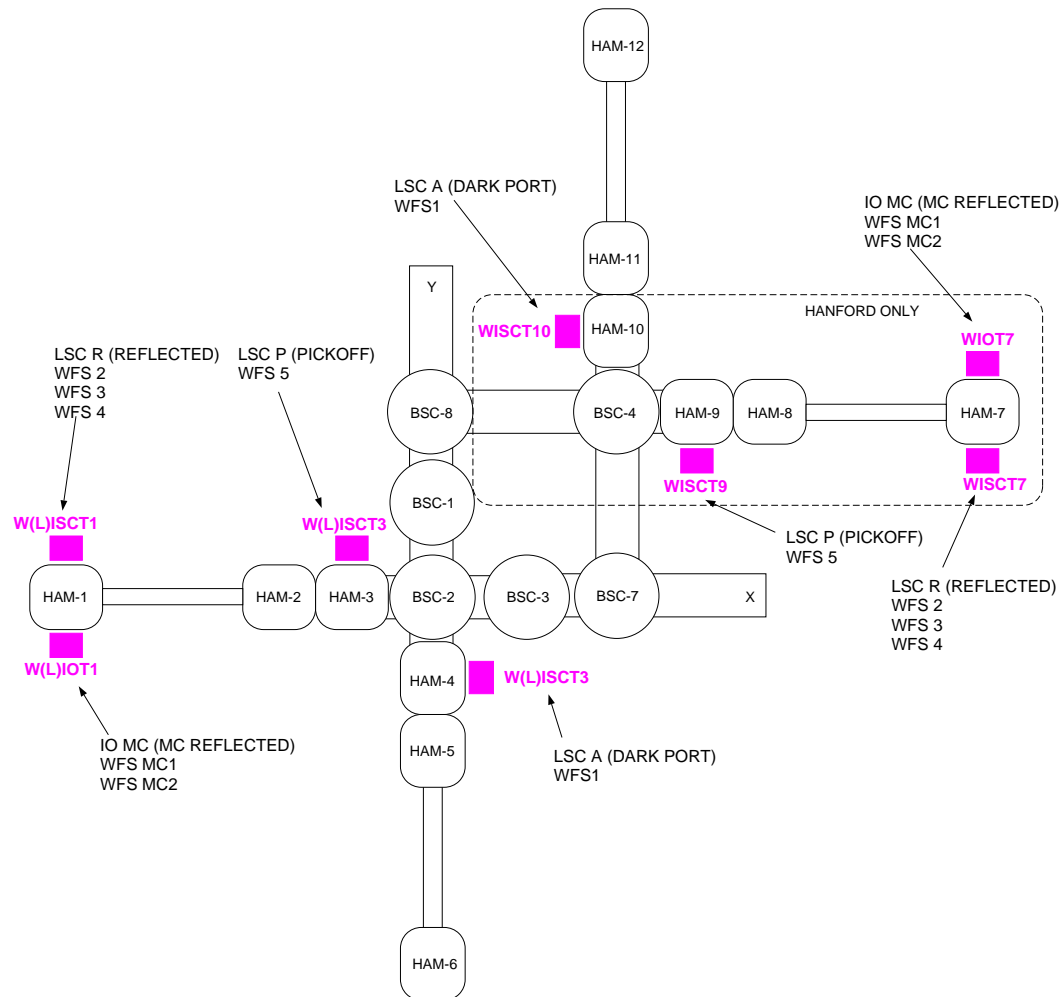 HAM-12
LSC A (DARK PORT)
WFS1
IO MC (MC REFLECTED)
WFS MC1
WFS MC2
HAM-11
Y
HANFORD ONLY
WISCT10
HAM-10
WIOT7
LSC R (REFLECTED)
WFS 2
WFS 3
WFS 4
LSC P (PICKOFF)
WFS 5
BSC-8
BSC-4
HAM-9
HAM-8
HAM-7
WISCT9
WISCT7
BSC-1
W(L)ISCT1
W(L)ISCT3
LSC P (PICKOFF)
WFS 5
HAM-1
HAM-2
HAM-3
BSC-2
BSC-3
BSC-7
X
LSC R (REFLECTED)
WFS 2
WFS 3
WFS 4
W(L)IOT1
HAM-4
W(L)ISCT3
IO MC (MC REFLECTED)
WFS MC1
WFS MC2
HAM-5
LSC A (DARK PORT)
WFS1
HAM-6